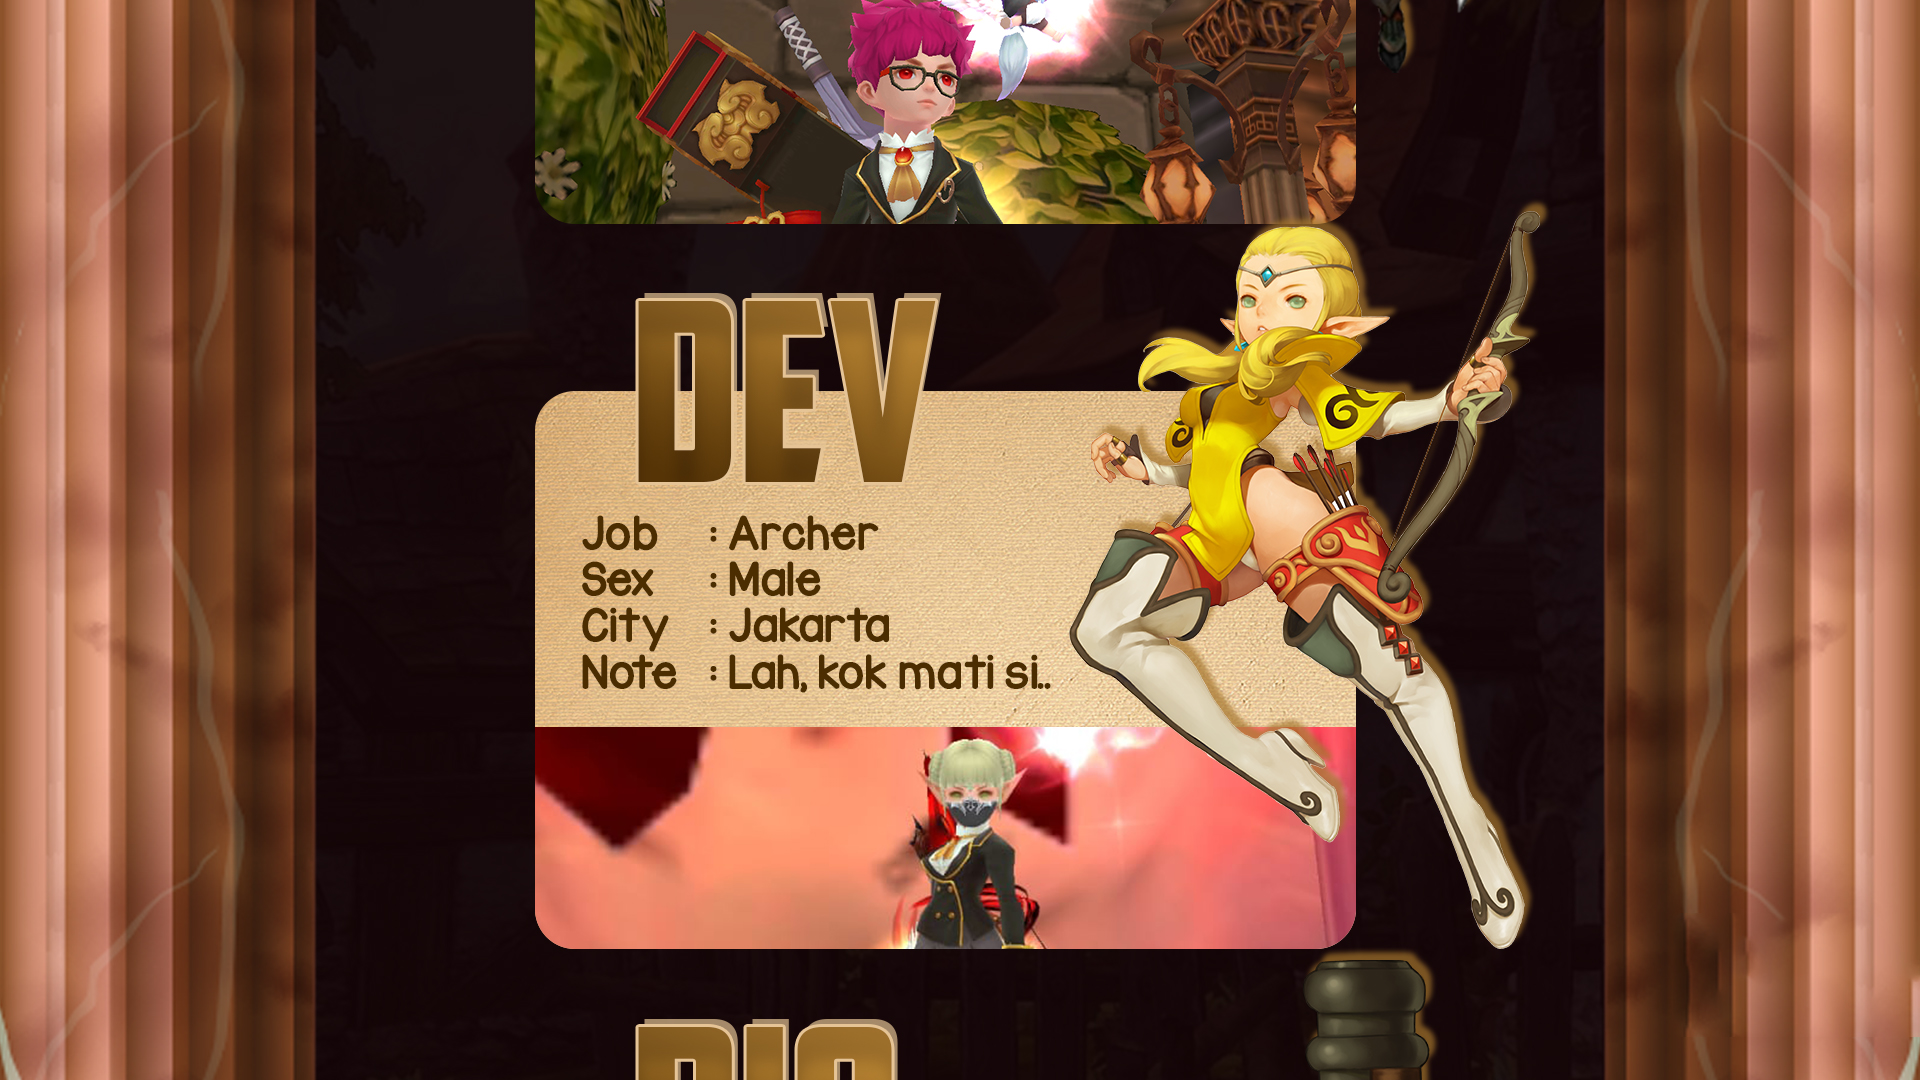 DEV
Job : Archer
Sex : Male
City : Jakarta
Note : Lah, kok mati si..